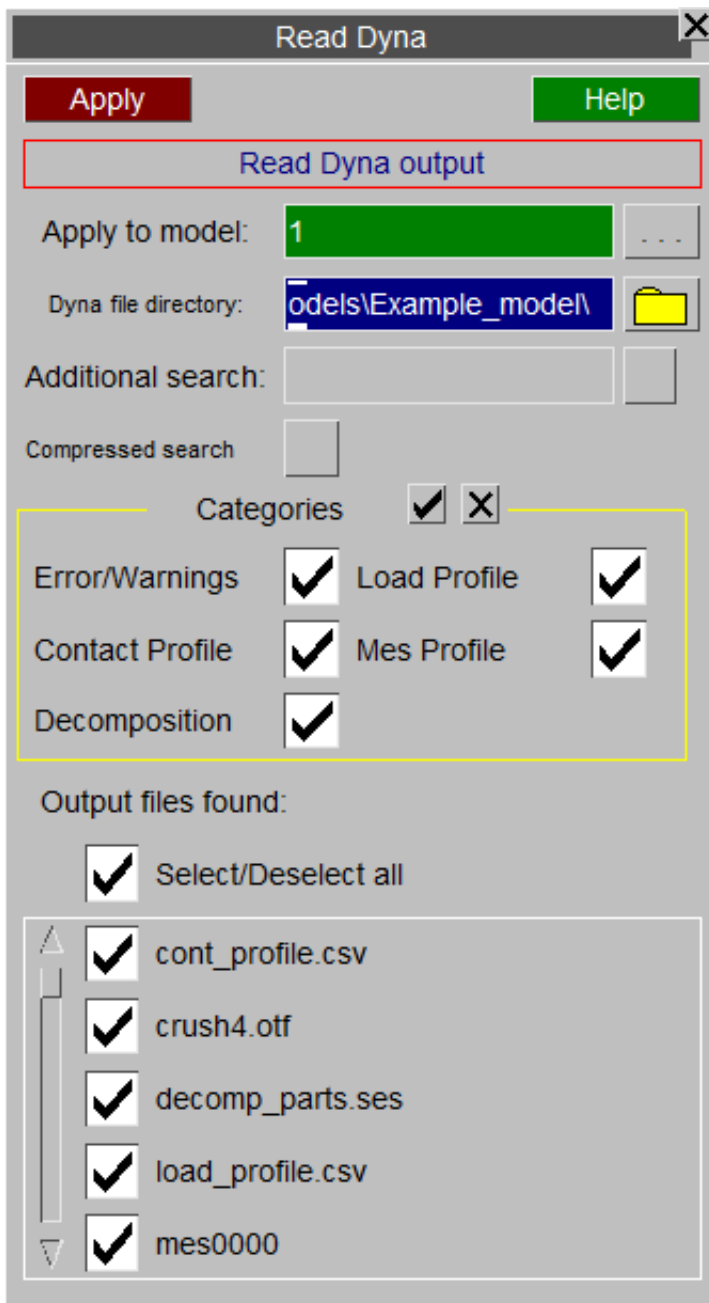 Read Dyna
Apply Help
Read Dyna output
Apply to model: 1 ...
Dyna file directory: odels\Example_model\
Additional search:
Compressed search
Categories
Error/Warnings Load Profile
Contact Profile Mes Profile
Decomposition
Output files found:
Select/Deselect all
cont_profile.csv
crush4.otf
decomp_parts.ses
load_profile.csv
mes0000